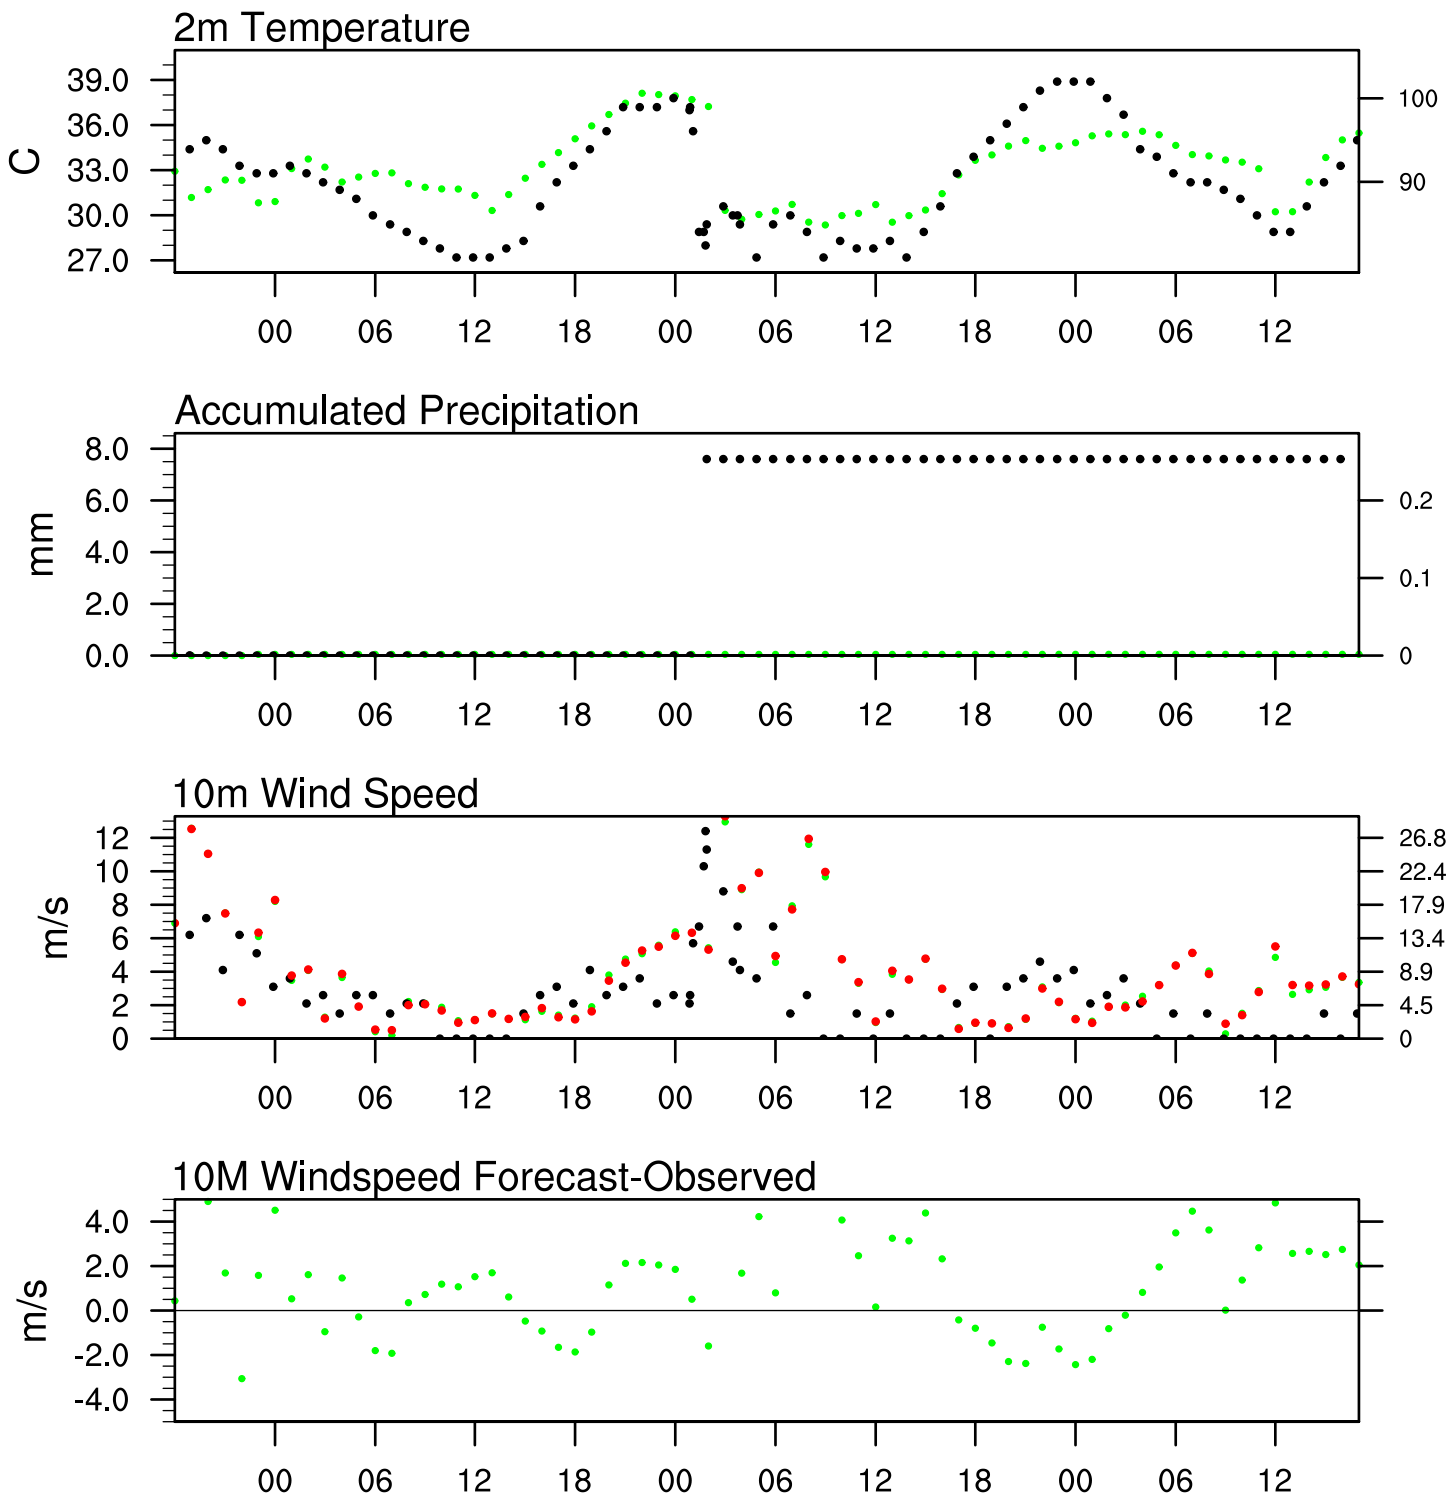 2m Temperature
39.0
36.0
33.0
30.0
27.0
C
100
90
00 06 12 18 00 06 12 18 00 06 12
Accumulated Precipitation
8.0
6.0
4.0
2.0
0.0
mm
0.2
0.1
0
00 06 12 18 00 06 12 18 00 06 12
10m Wind Speed
12
10
8
6
4
2
0
m/s
26.8
22.4
17.9
13.4
8.9
4.5
0
00 06 12 18 00 06 12 18 00 06 12
10M Windspeed Forecast-Observed
4.0
2.0
0.0
-2.0
-4.0
m/s
00 06 12 18 00 06 12 18 00 06 12